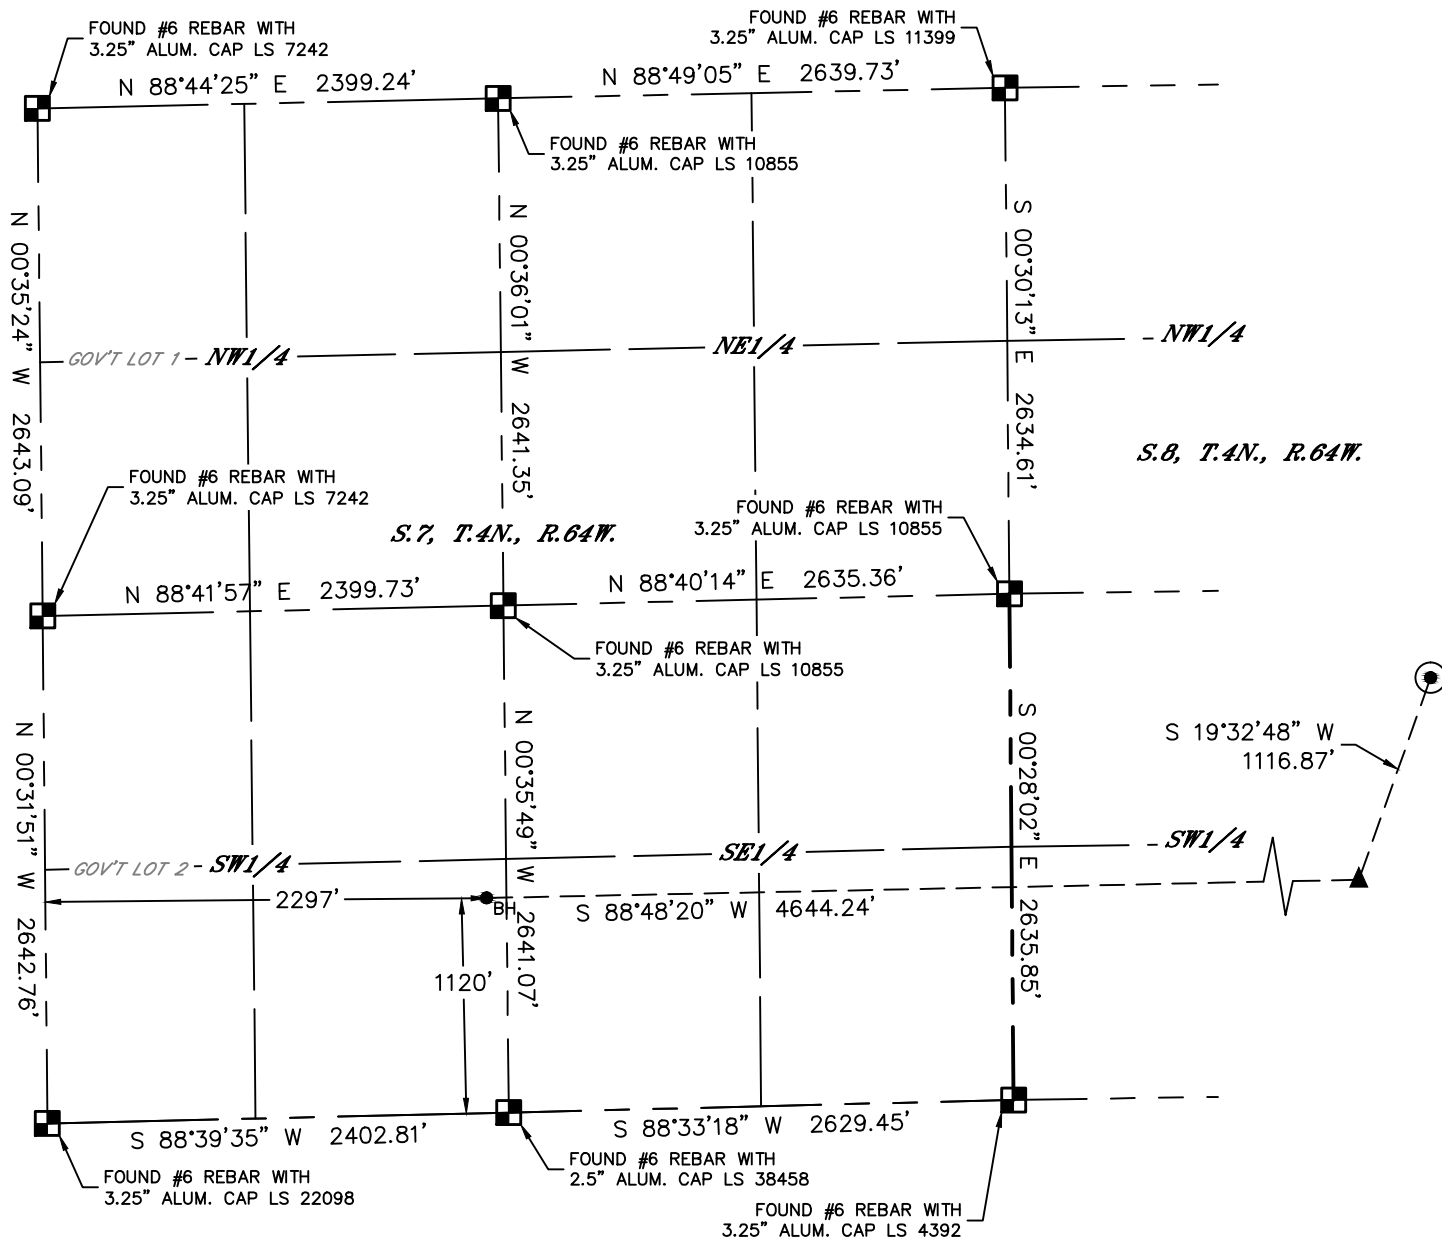 FOUND #6 REBAR WITH
3.25" ALUM. CAP LS 7242
FOUND #6 REBAR WITH
3.25" ALUM. CAP LS 11399
N 88°44'25" E 2399.24'
N 88°49'05" E 2639.73'
FOUND #6 REBAR WITH
3.25" ALUM. CAP LS 10855
N 00°35'24" W 2643.09'
N 00°36'01" W 2641.35'
S 00°30'13" E 2634.61'
GOV'T LOT 1
NW1/4
NE1/4
NW1/4
S.8, T.4N., R.64W.
FOUND #6 REBAR WITH
3.25" ALUM. CAP LS 7242
S.7, T.4N., R.64W.
FOUND #6 REBAR WITH
3.25" ALUM. CAP LS 10855
N 88°41'57" E 2399.73'
N 88°40'14" E 2635.36'
FOUND #6 REBAR WITH
3.25" ALUM. CAP LS 10855
N 00°31'51" W 2642.76'
N 00°35'49" W 2641.07'
S 00°28'02" E 2635.85'
S 19°32'48" W
1116.87'
GOV'T LOT 2
SW1/4
SE1/4
SW1/4
2297'
BH
S 88°48'20" W 4644.24'
1120'
S 88°39'35" W 2402.81'
S 88°33'18" W 2629.45'
FOUND #6 REBAR WITH
3.25" ALUM. CAP LS 22098
FOUND #6 REBAR WITH
2.5" ALUM. CAP LS 38458
FOUND #6 REBAR WITH
3.25" ALUM. CAP LS 4392